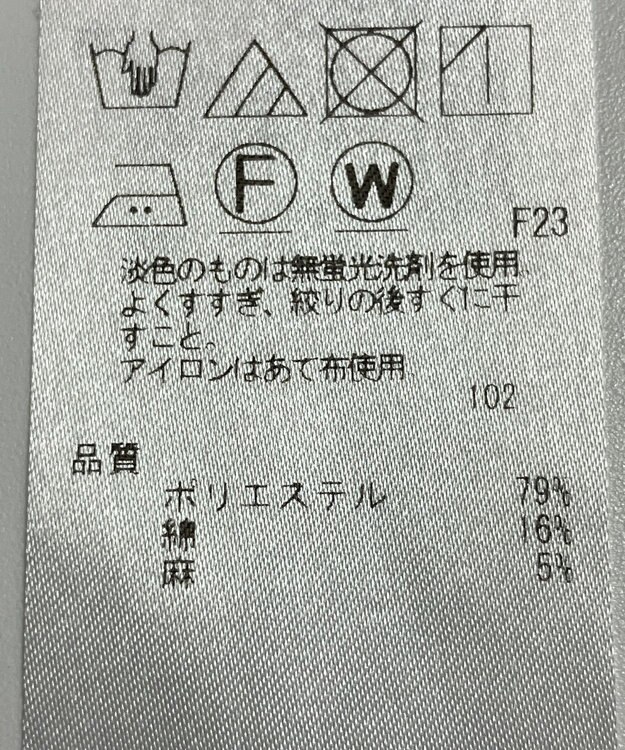 F W
F23
淡色のものは無蛍光洗剤を使用
よくすすぎ、絞りの後すぐに干
すこと。
アイロンはあて布使用
102
品質
ポリエステル 79%
綿 16%
麻 5%